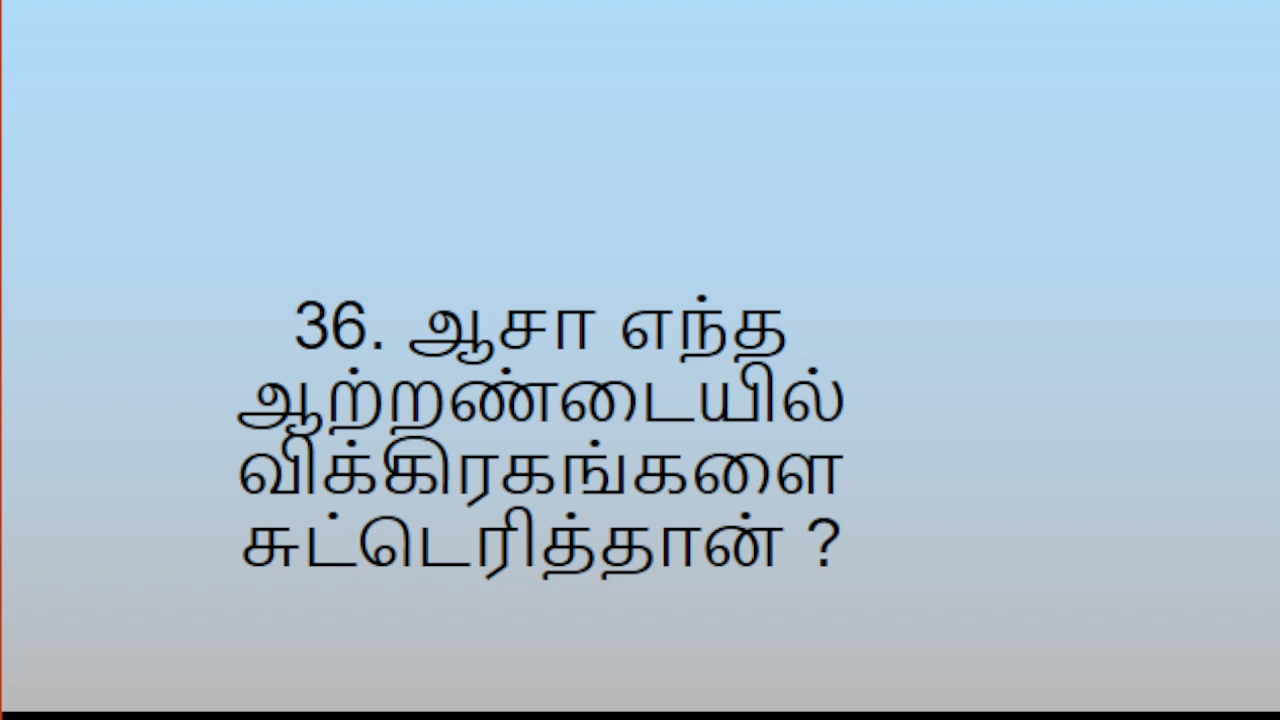 36. ஆசா எந்த
ஆற்றண்டையில்
விக்கிரகங்களை
சுட்டெரித்தான் ?